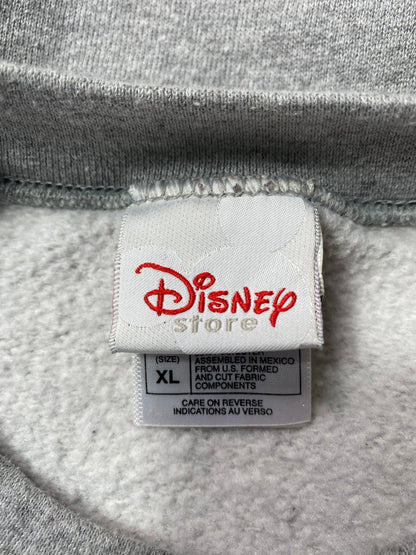 Disney
store
(SIZE)
XL
ASSEMBLED IN MEXICO
FROM U.S. FORMED
AND CUT FABRIC
COMPONENTS
CARE ON REVERSE
INDICATIONS AU VERSO